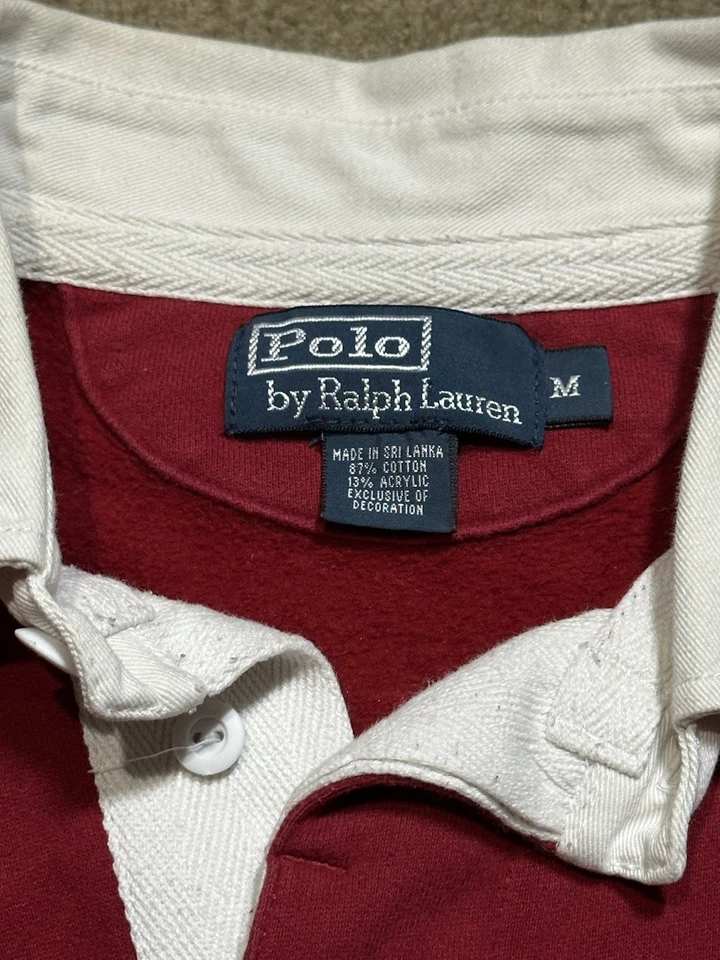 Polo
by Ralph Lauren
M
MADE IN SRI LANKA
87% COTTON
13% ACRYLIC
EXCLUSIVE OF
DECORATION